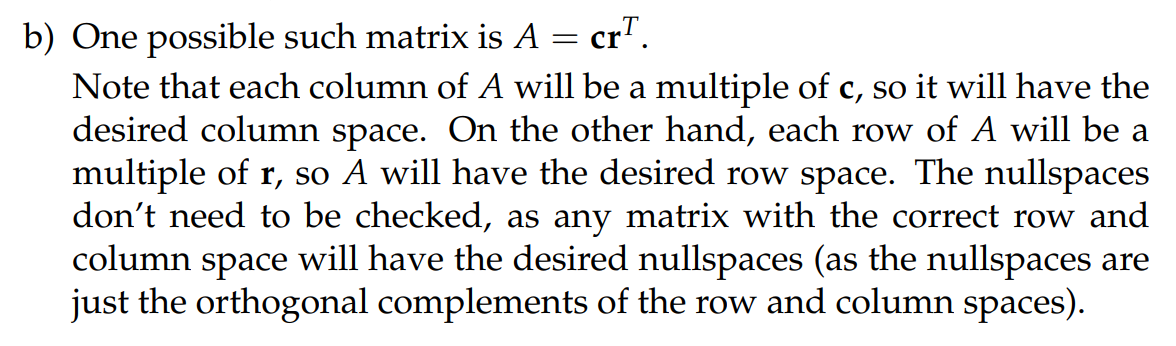 b) One possible such matrix is A = cr^T.
Note that each column of A will be a multiple of c, so it will have the
desired column space. On the other hand, each row of A will be a
multiple of r, so A will have the desired row space. The nullspaces
don't need to be checked, as any matrix with the correct row and
column space will have the desired nullspaces (as the nullspaces are
just the orthogonal complements of the row and column spaces).